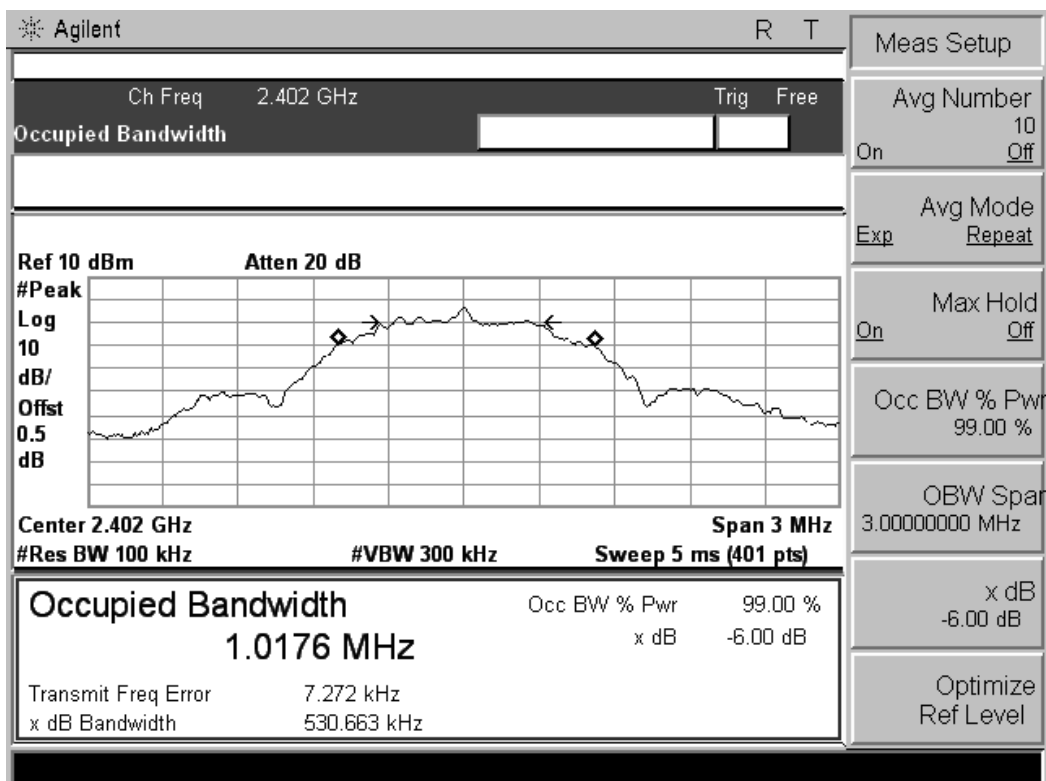 Agilent R T
Ch Freq 2.402 GHz Trig Free
Occupied Bandwidth
Ref 10 dBm Atten 20 dB
#Peak
Log
10
dB/
Offst
0.5
dB
Center 2.402 GHz Span 3 MHz
#Res BW 100 kHz #VBW 300 kHz Sweep 5 ms (401 pts)
Occupied Bandwidth
1.0176 MHz
Occ BW % Pwr 99.00 %
x dB -6.00 dB
Transmit Freq Error 7.272 kHz
x dB Bandwidth 530.663 kHz
Meas Setup
Avg Number
10
On Off
Avg Mode
Exp Repeat
Max Hold
On Off
Occ BW % Pwr
99.00 %
OBW Span
3.00000000 MHz
x dB
-6.00 dB
Optimize
Ref Level